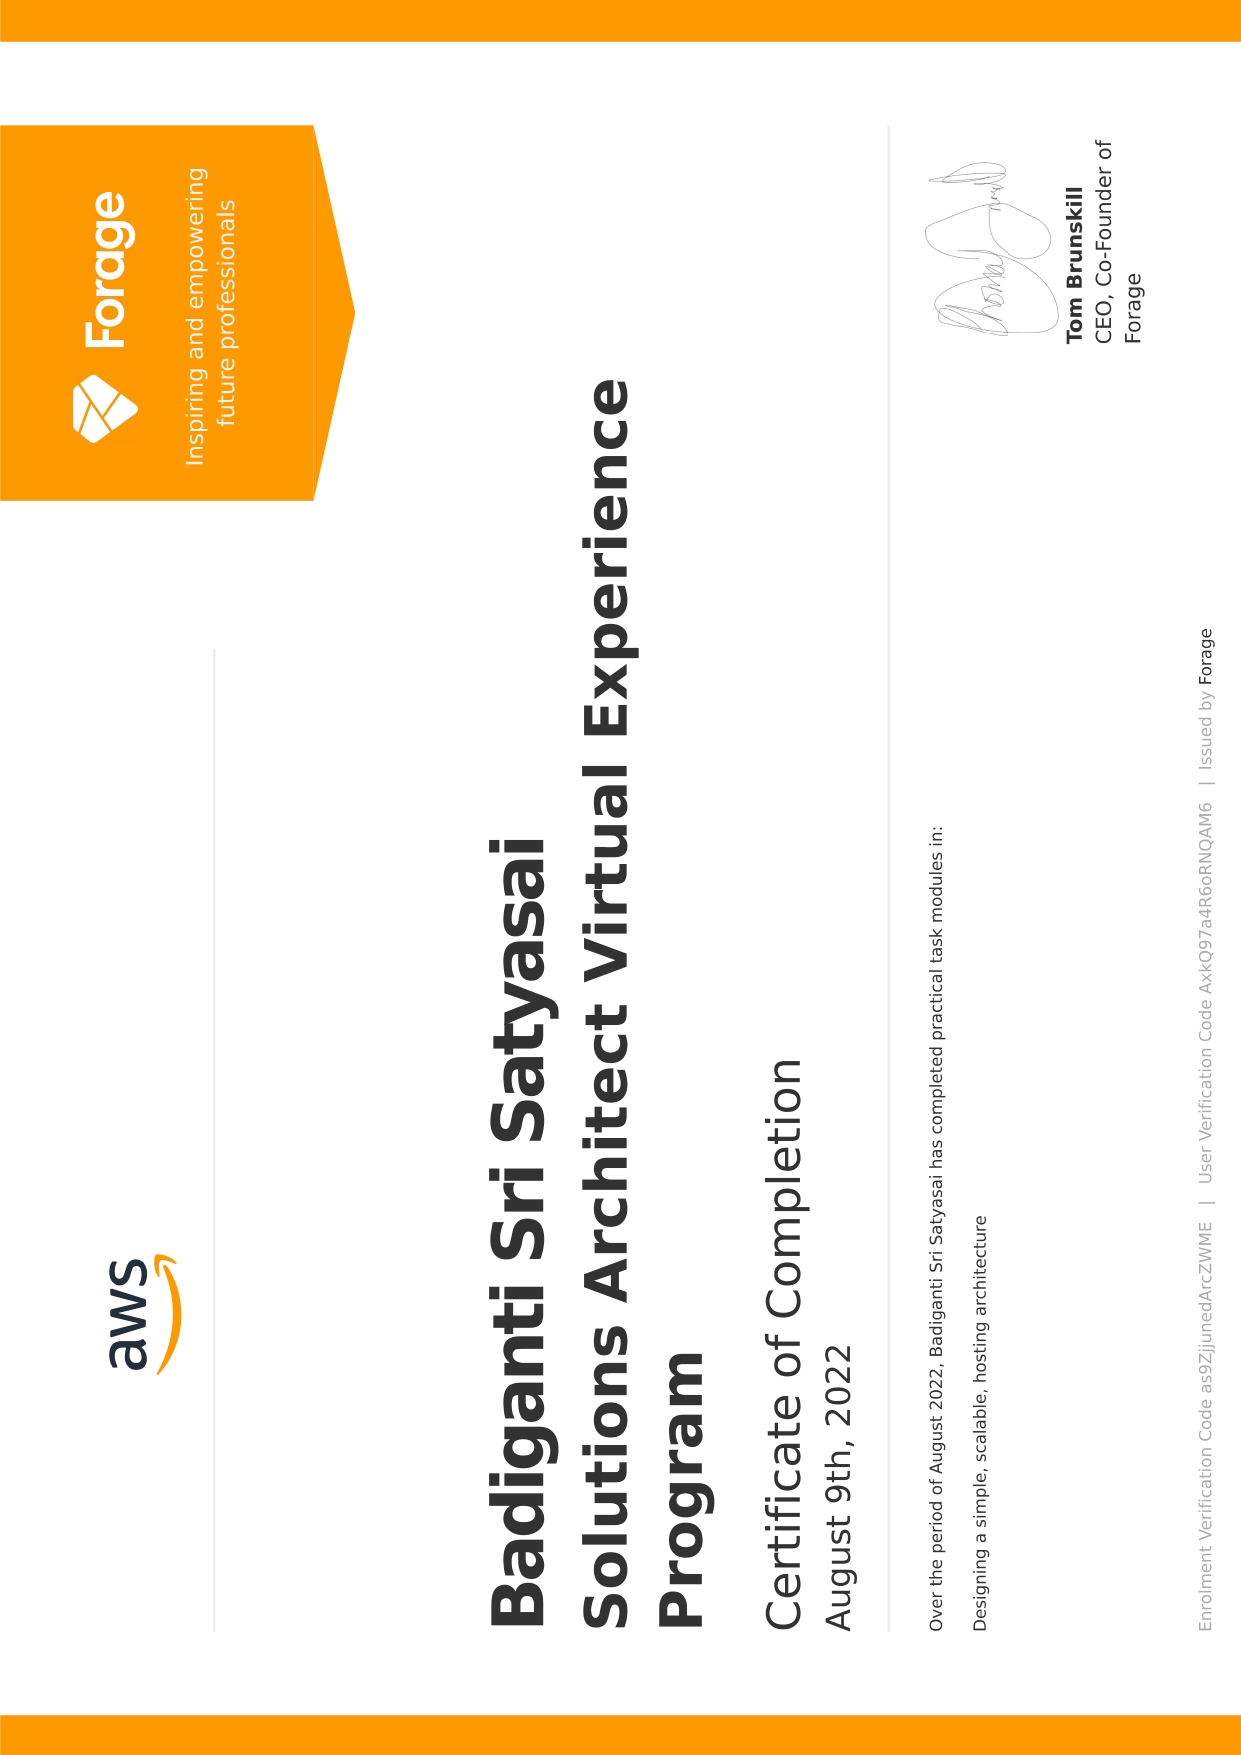 aws
Forage
Inspiring and empowering
future professionals
Badiganti Sri Satyasai
Solutions Architect Virtual Experience
Program
Certificate of Completion
August 9th, 2022
Over the period of August 2022, Badiganti Sri Satyasai has completed practical task modules in:
Designing a simple, scalable, hosting architecture
Tom Brunskill
CEO, Co-Founder of
Forage
Enrolment Verification Code as9ZjjunedArcZWME | User Verification Code AxkQ97a4R6oRNQAM6 | Issued by Forage